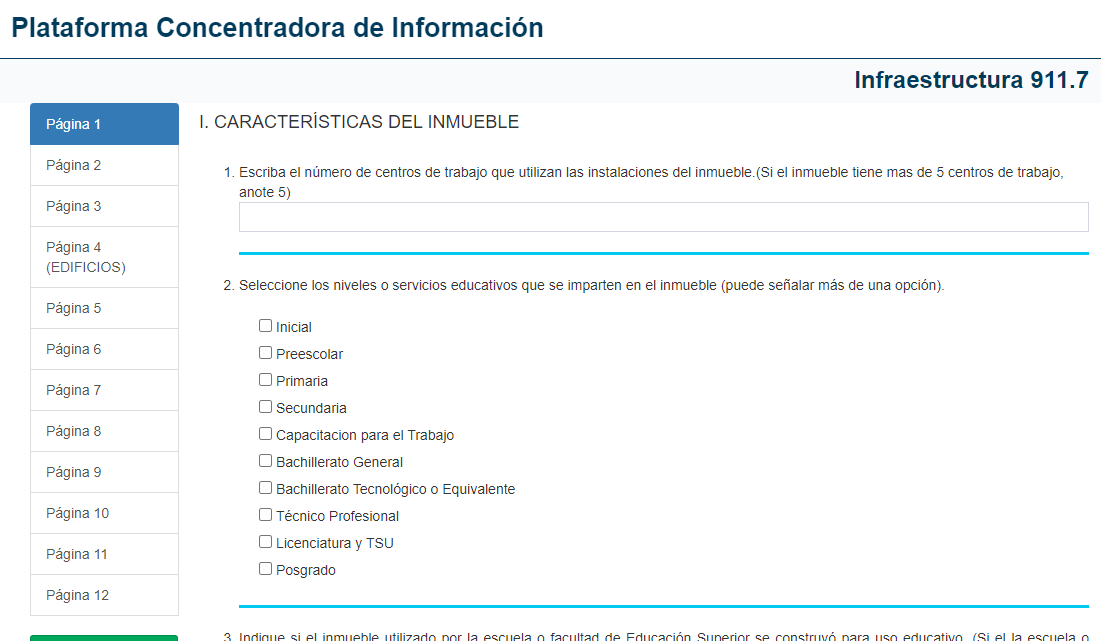 Plataforma Concentradora de Información
Infraestructura 911.7
Página 1
Página 2
Página 3
Página 4
(EDIFICIOS)
Página 5
Página 6
Página 7
Página 8
Página 9
Página 10
Página 11
Página 12
I. CARACTERÍSTICAS DEL INMUEBLE
1. Escriba el número de centros de trabajo que utilizan las instalaciones del inmueble.(Si el inmueble tiene mas de 5 centros de trabajo,
anote 5)
2. Seleccione los niveles o servicios educativos que se imparten en el inmueble (puede señalar más de una opción).
Inicial
Preescolar
Primaria
Secundaria
Capacitacion para el Trabajo
Bachillerato General
Bachillerato Tecnológico o Equivalente
Técnico Profesional
Licenciatura y TSU
Posgrado
3. Indique si el inmueble utilizado por la escuela o facultad de Educación Superior se construyó para uso educativo. (Si el la escuela o